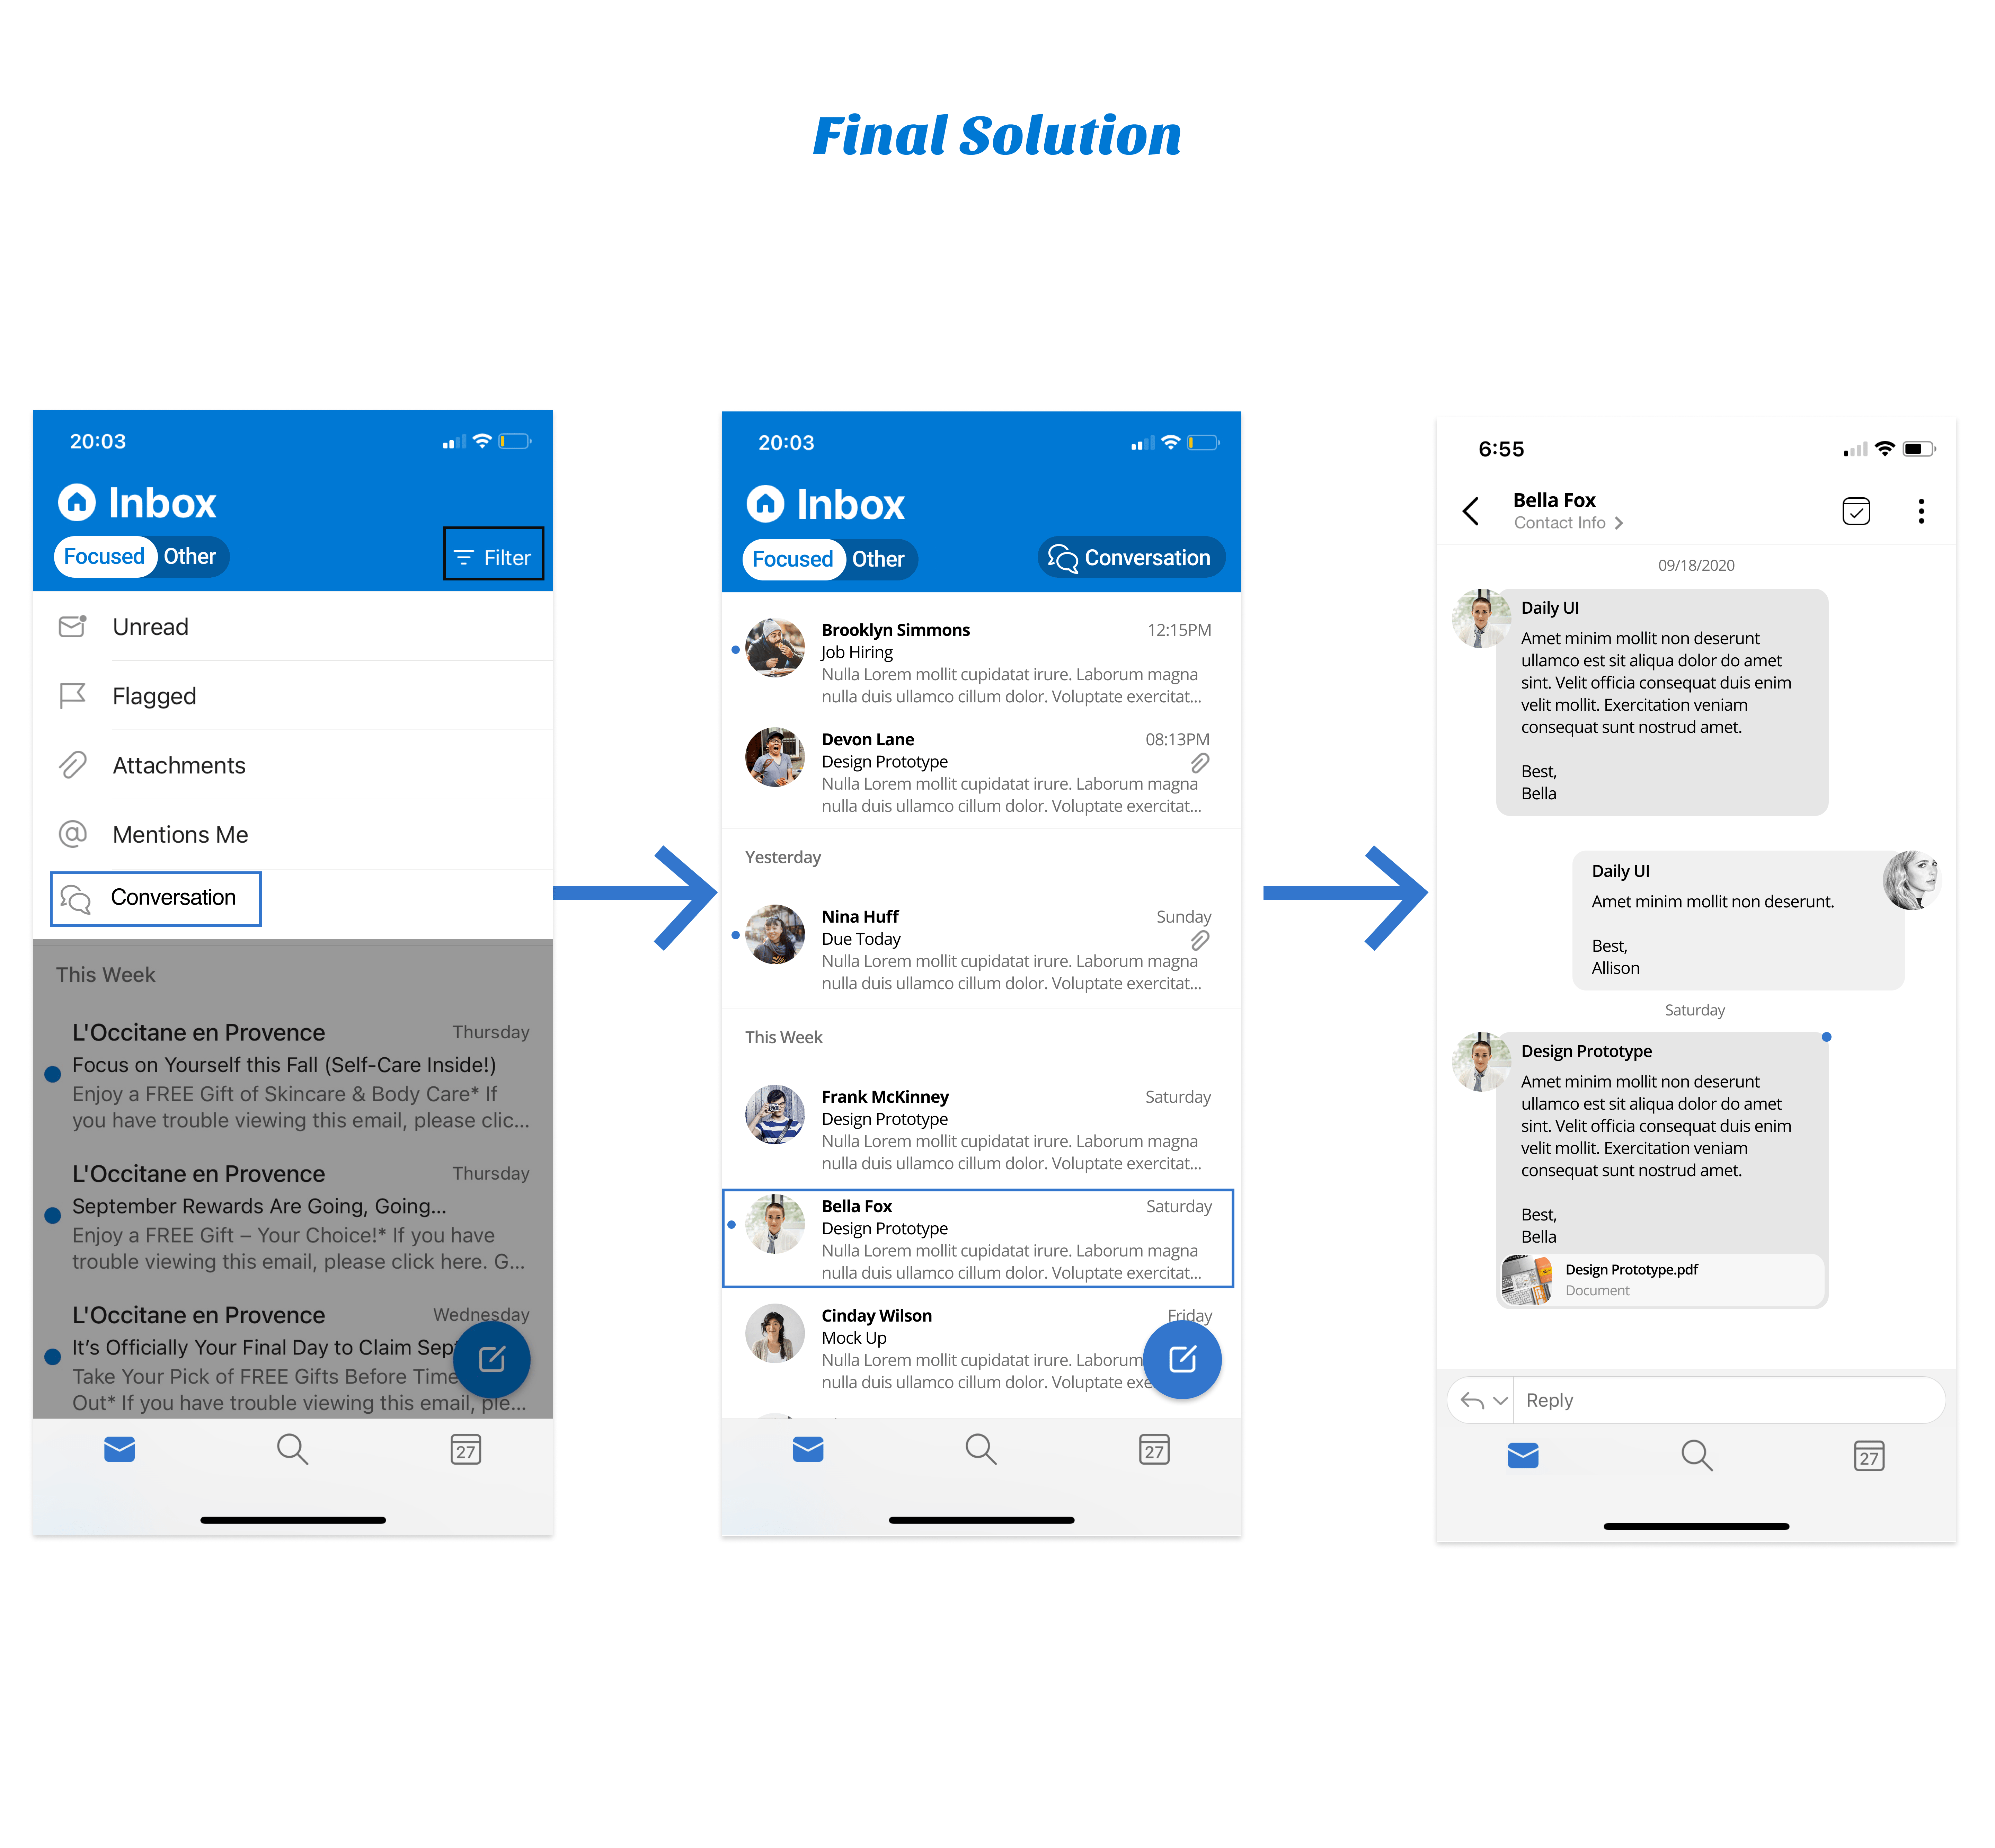 Final Solution
20:03
Inbox
Focused Other
Filter
Unread
Flagged
Attachments
Mentions Me
Conversation
This Week
L'Occitane en Provence Thursday
Focus on Yourself this Fall (Self-Care Inside!)
Enjoy a FREE Gift of Skincare & Body Care* If
you have trouble viewing this email, please clic...
L'Occitane en Provence Thursday
September Rewards Are Going, Going...
Enjoy a FREE Gift – Your Choice!* If you have
trouble viewing this email, please click here. G...
L'Occitane en Provence Wednesday
It's Officially Your Final Day to Claim Sep
Take Your Pick of FREE Gifts Before Time
Out* If you have trouble viewing this email, ple...
27
20:03
Inbox
Focused Other
Conversation
Brooklyn Simmons 12:15PM
Job Hiring
Nulla Lorem mollit cupidatat irure. Laborum magna
nulla duis ullamco cillum dolor. Voluptate exercitat...
Devon Lane 08:13PM
Design Prototype
Nulla Lorem mollit cupidatat irure. Laborum magna
nulla duis ullamco cillum dolor. Voluptate exercitat...
Yesterday
Nina Huff Sunday
Due Today
Nulla Lorem mollit cupidatat irure. Laborum magna
nulla duis ullamco cillum dolor. Voluptate exercitat...
This Week
Frank McKinney Saturday
Design Prototype
Nulla Lorem mollit cupidatat irure. Laborum magna
nulla duis ullamco cillum dolor. Voluptate exercitat...
Bella Fox Saturday
Design Prototype
Nulla Lorem mollit cupidatat irure. Laborum magna
nulla duis ullamco cillum dolor. Voluptate exercitat...
Cinday Wilson Friday
Mock Up
Nulla Lorem mollit cupidatat irure. Laborum
nulla duis ullamco cillum dolor. Voluptate exe
27
6:55
Bella Fox
Contact Info
09/18/2020
Daily UI
Amet minim mollit non deserunt
ullamco est sit aliqua dolor do amet
sint. Velit officia consequat duis enim
velit mollit. Exercitation veniam
consequat sunt nostrud amet.
Best,
Bella
Daily UI
Amet minim mollit non deserunt.
Best,
Allison
Saturday
Design Prototype
Amet minim mollit non deserunt
ullamco est sit aliqua dolor do amet
sint. Velit officia consequat duis enim
velit mollit. Exercitation veniam
consequat sunt nostrud amet.
Best,
Bella
Design Prototype.pdf
Document
Reply
27